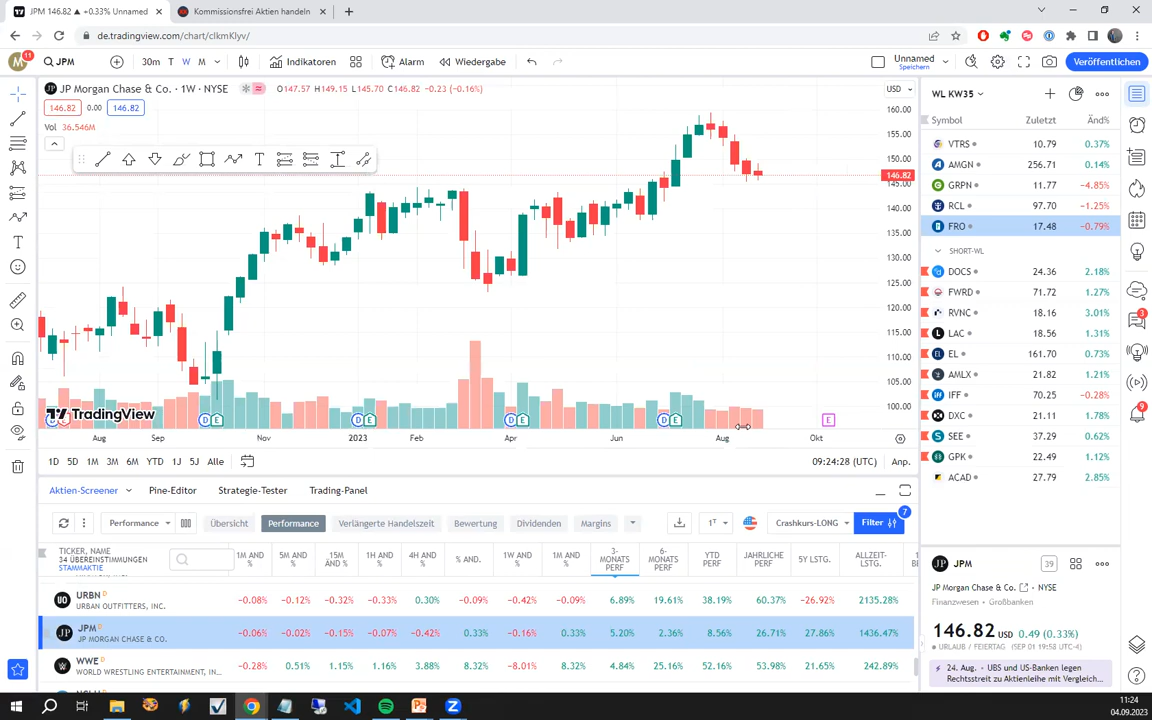 JPM 146.82 ▲ +0.33% Unnamed
Kommissionsfrei Aktien handeln
de.tradingview.com/chart/clkmKlyv/
M 11 JPM 30m T W M Indikatoren Alarm Wiedergabe Unnamed Speichern Veröffentlichen
JP Morgan Chase & Co. · 1W · NYSE O147.57 H149.15 L145.70 C146.82 −0.23 (−0.16%) USD
146.82 0.00 146.82
Vol 36.546M
160.00
155.00
150.00
146.82
145.00
140.00
135.00
130.00
125.00
120.00
115.00
110.00
105.00
100.00
TradingView
D E D E D E D E E
Aug Sep Nov 2023 Feb Apr Jun Aug Okt
1D 5D 1M 3M 6M YTD 1J 5J Alle 09:24:28 (UTC) Anp.
WL KW35
Symbol Zuletzt Änd%
VTRS 10.79 0.37%
AMGN 256.71 0.14%
GRPN 11.77 −4.85%
RCL 97.70 −1.25%
FRO 17.48 −0.79%
SHORT-WL
DOCS 24.36 2.18%
FWRD 71.72 1.27%
RVNC 18.16 3.01%
LAC 18.56 1.31%
EL 161.70 0.73%
AMLX 21.82 1.21%
IFF 70.25 −0.28%
DXC 21.11 1.78%
SEE 37.29 0.62%
GPK 22.49 1.12%
ACAD 27.79 2.85%
3
9
JPM 39
JP Morgan Chase & Co. · NYSE
Finanzwesen · Großbanken
146.82 USD 0.49 (0.33%)
URLAUB / FEIERTAG (SEP 01 19:58 UTC-4)
24. Aug. · UBS und US-Banken legen
Rechtsstreit zu Aktienleihe mit Vergleich...
Aktien-Screener Pine-Editor Strategie-Tester Trading-Panel
Performance Übersicht Performance Verlängerte Handelszeit Bewertung Dividenden Margins 1T Crashkurs-LONG Filter 7
TICKER, NAME
34 ÜBEREINSTIMMUNGEN
STAMMAKTIE
1M AND % 5M AND % 15M AND % 1H AND % 4H AND % % AND. 1W AND % 1M AND % 3-MONATS PERF 6-MONATS PERF YTD PERF JAHRLICHE PERF 5Y LSTG. ALLZEIT-LSTG.
URBN D −0.08% −0.12% −0.32% −0.33% 0.30% −0.09% −0.42% −0.09% 6.89% 19.61% 38.19% 60.37% −26.92% 2135.28%
URBAN OUTFITTERS, INC.
JPM D −0.06% −0.02% −0.15% −0.07% −0.42% 0.33% −0.16% 0.33% 5.20% 2.36% 8.56% 26.71% 27.86% 1436.47%
JP MORGAN CHASE & CO.
WWE D −0.28% 0.51% 1.15% 1.16% 3.88% 8.32% −8.01% 8.32% 4.84% 25.16% 52.16% 53.98% 21.65% 242.89%
WORLD WRESTLING ENTERTAINMENT, IN...
11:24
04.09.2023